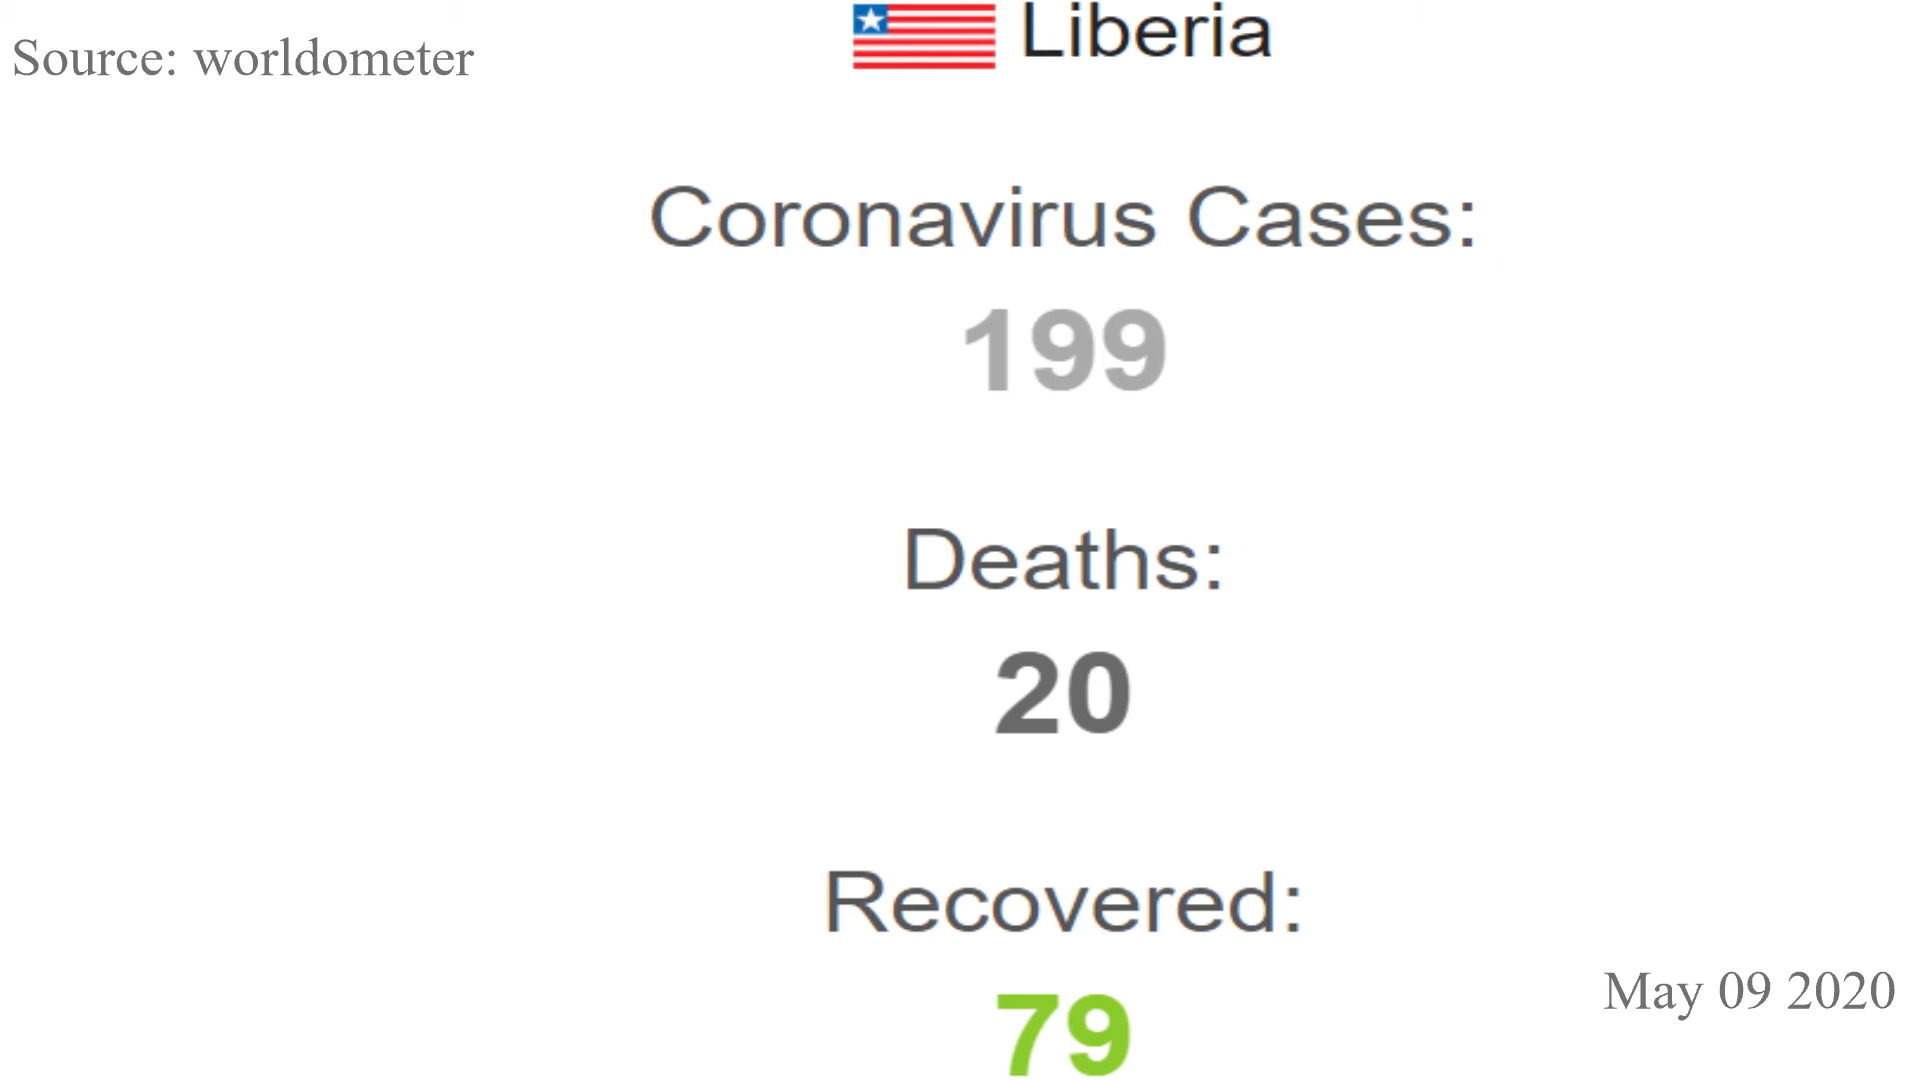 Source: worldometer
Liberia
Coronavirus Cases:
199
Deaths:
20
Recovered:
79
May 09 2020